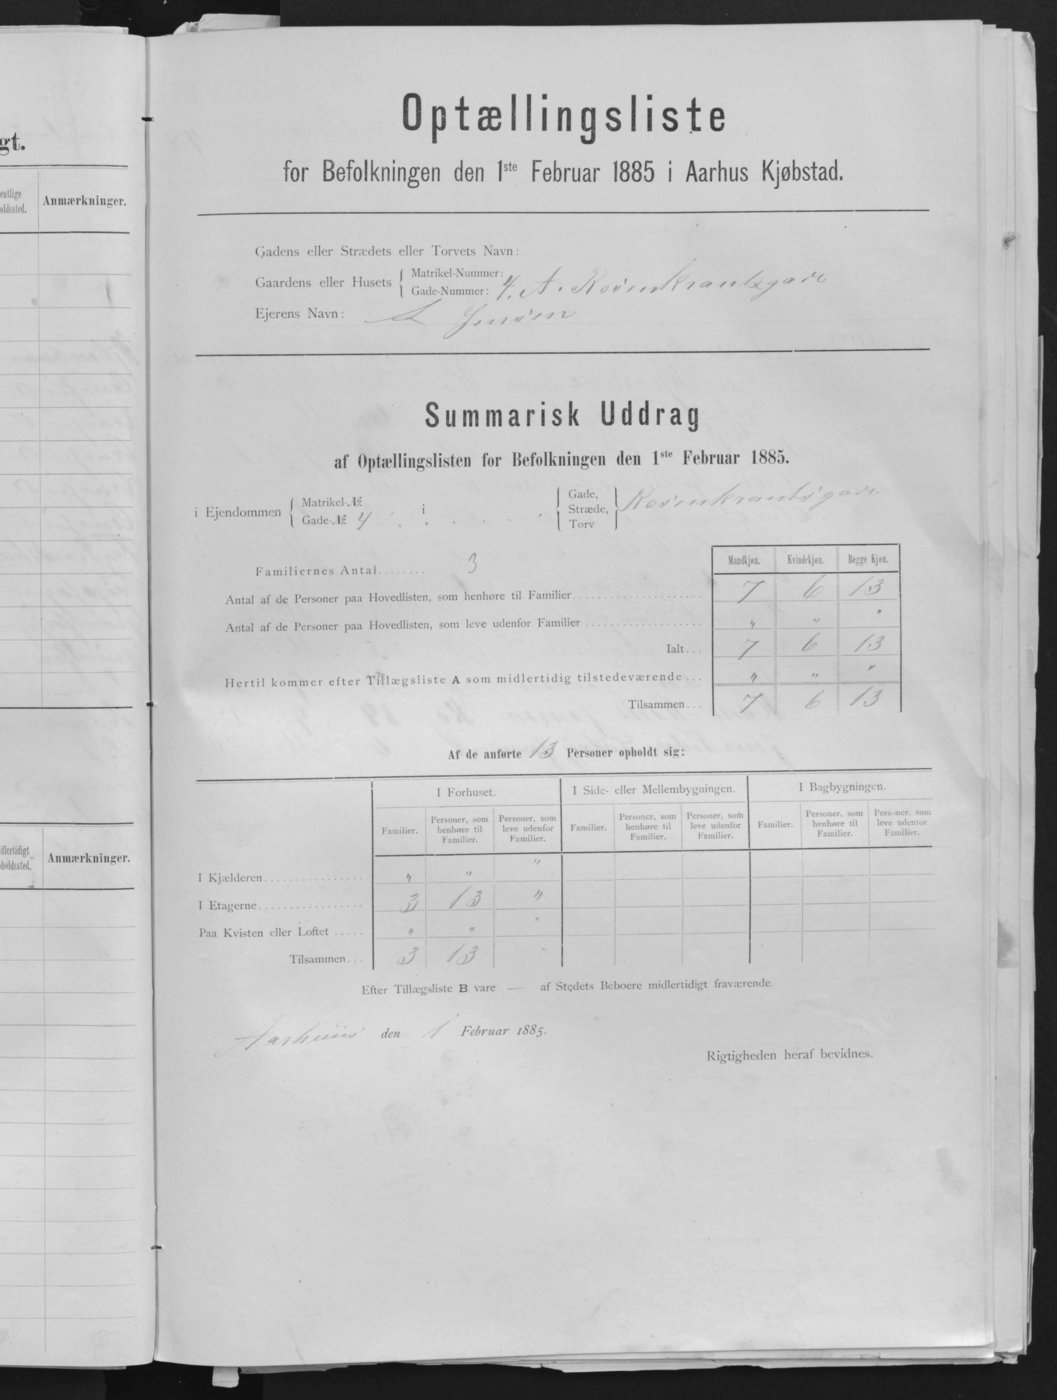 gt.
entlige
oldssted.
Anmærkninger.
dlertidigt
holdssted.
Anmærkninger.
Optællingsliste
for Befolkningen den 1ste Februar 1885 i Aarhus Kjøbstad.
Gadens eller Strædets eller Torvets Navn:
Gaardens eller Husets { Matrikel-Nummer:
Gade-Nummer: 4. A. Rosenkrantzgade
Ejerens Navn: Jensen
Summarisk Uddrag
af Optællingslisten for Befolkningen den 1ste Februar 1885.
i Ejendommen { Matrikel-№
Gade-№ 4 i { Gade, Stræde, Torv } Rosenkrantzgade
Mandkjøn. Kvindekjøn. Begge Kjøn.
Familiernes Antal........ 3
Antal af de Personer paa Hovedlisten, som henhøre til Familier 7 6 13
Antal af de Personer paa Hovedlisten, som leve udenfor Familier " " "
Ialt... 7 6 13
Hertil kommer efter Tillægsliste A som midlertidig tilstedeværende... " " "
Tilsammen... 7 6 13
Af de anførte 13 Personer opholdt sig:
I Forhuset. I Side- eller Mellembygningen. I Bagbygningen.
Familier. Personer, som henhøre til Familier. Personer, som leve udenfor Familier. Familier. Personer, som henhøre til Familier. Personer, som leve udenfor Familier. Familier. Personer, som henhøre til Familier. Personer, som leve udenfor Familier.
I Kjælderen " " "
I Etagerne 3 13 "
Paa Kvisten eller Loftet " " "
Tilsammen... 3 13 "
Efter Tillægsliste B vare — af Stedets Beboere midlertidigt fraværende.
Aarhuus den 1 Februar 1885.
Rigtigheden heraf bevidnes.